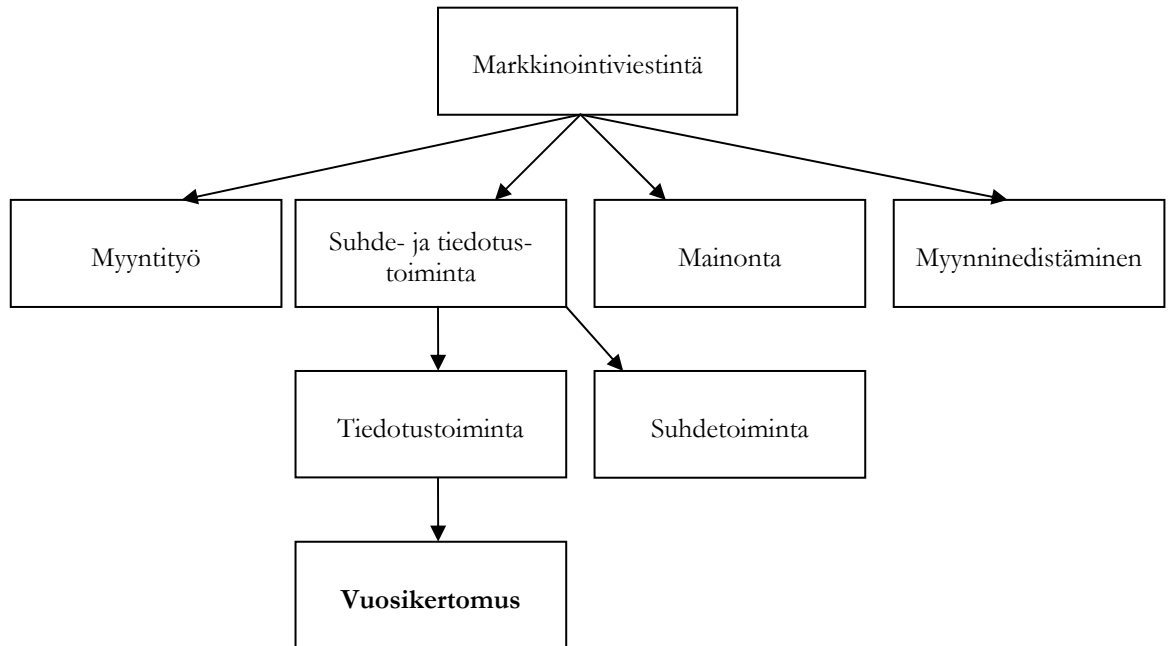 Markkinointiviestintä
Myyntityö
Suhde- ja tiedotus-
toiminta
Mainonta
Myynninedistäminen
Tiedotustoiminta
Suhdetoiminta
Vuosikertomus